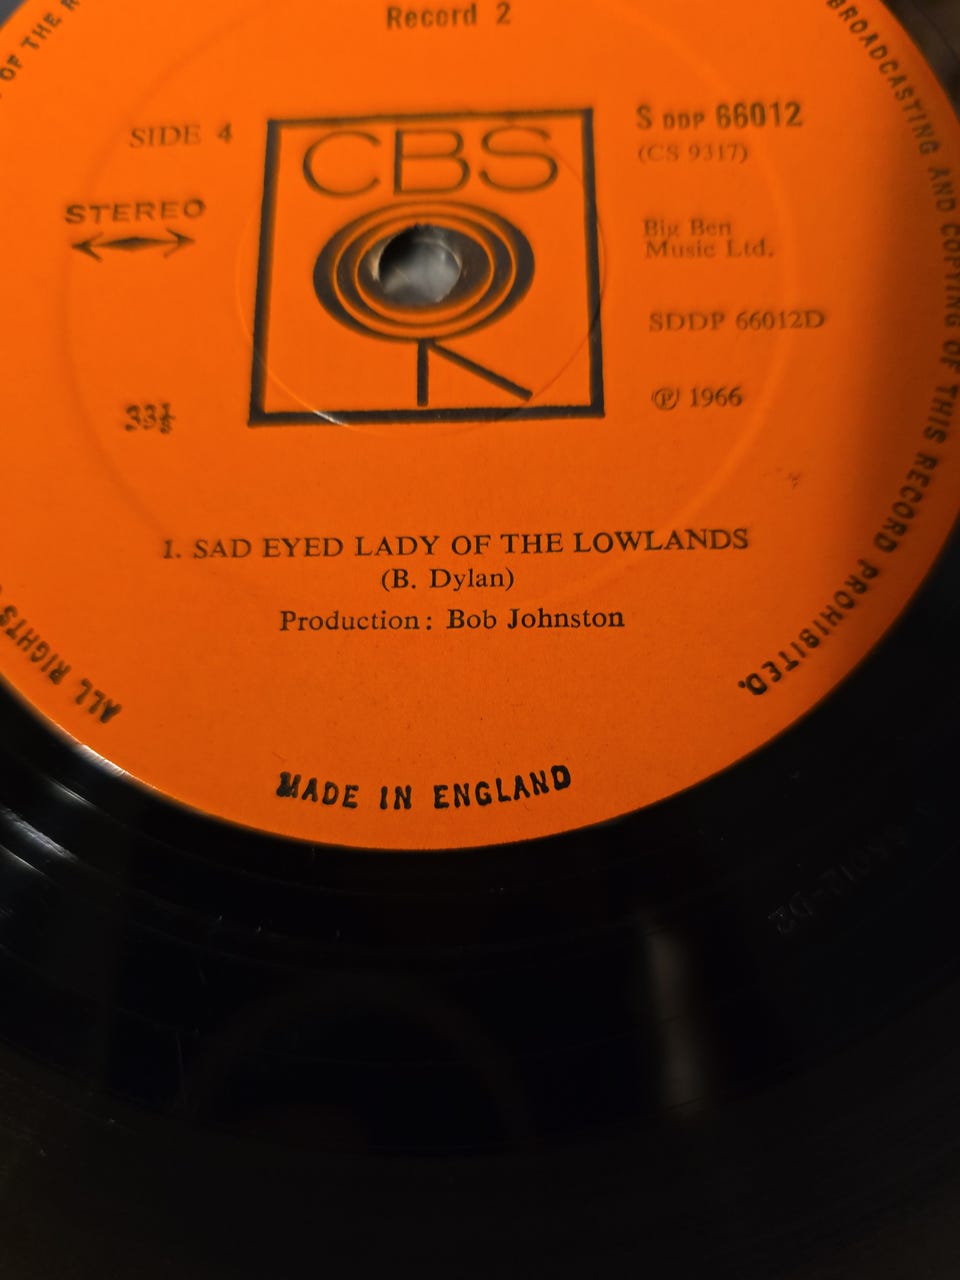 Record 2
SIDE 4
CBS
S DDP 66012
(CS 9317)
STEREO
Big Ben
Music Ltd.
SDDP 66012D
33⅓
Ⓟ 1966
1. SAD EYED LADY OF THE LOWLANDS
(B. Dylan)
Production: Bob Johnston
MADE IN ENGLAND
ALL RIGHTS
OF THE
BROADCASTING AND COPYING OF THIS RECORD PROHIBITED.